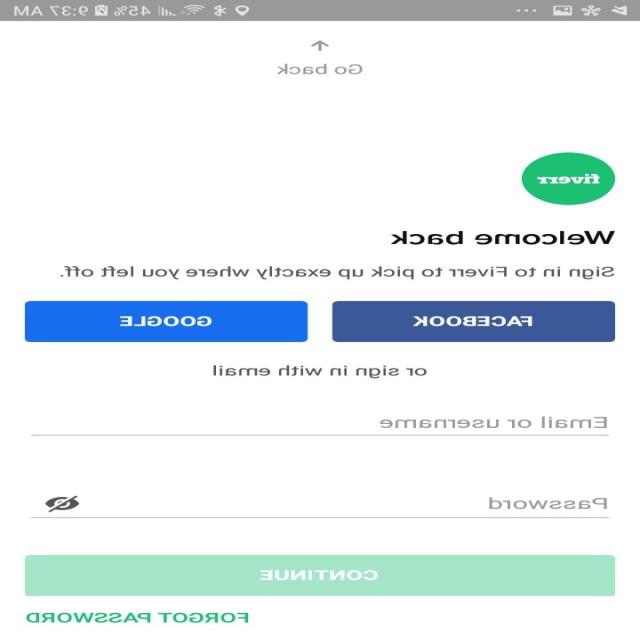 45% 9:37 AM
Go back
fiverr
Welcome back
Sign in to Fiverr to pick up exactly where you left off.
FACEBOOK GOOGLE
or sign in with email
Email or username
Password
CONTINUE
FORGOT PASSWORD